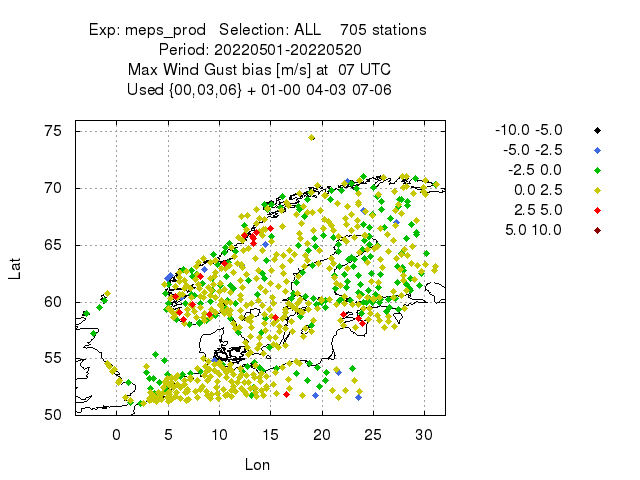 Exp: meps_prod   Selection: ALL    705 stations
Period: 20220501-20220520
Max Wind Gust bias [m/s] at  07 UTC
Used {00,03,06} + 01-00 04-03 07-06
-10.0 -5.0
-5.0 -2.5
-2.5 0.0
0.0 2.5
2.5 5.0
5.0 10.0
Lat
75
70
65
60
55
50
0 5 10 15 20 25 30
Lon